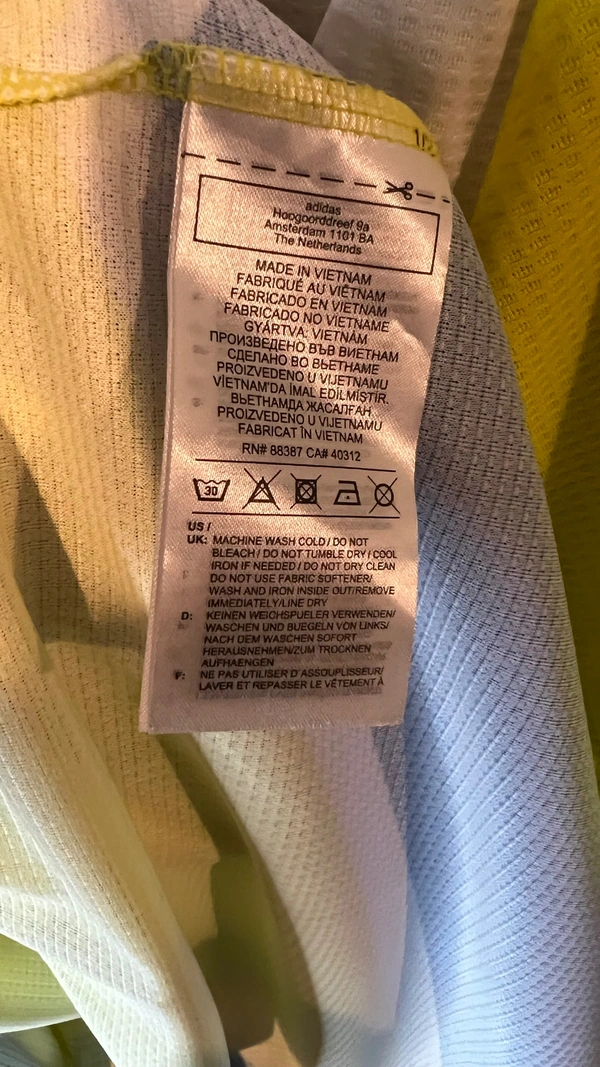 1/
adidas
Hoogoorddreef 9a
Amsterdam 1101 BA
The Netherlands
MADE IN VIETNAM
FABRIQUÉ AU VIÊTNAM
FABRICADO EN VIETNAM
FABRICADO NO VIETNAME
GYÁRTVA: VIETNÁM
ПРОИЗВЕДЕНО ВЪВ ВИЕТНАМ
СДЕЛАНО ВО ВЬЕТНАМЕ
PROIZVEDENO U VIJETNAMU
VİETNAM'DA İMAL EDİLMİŞTİR.
ВЬЕТНАМДА ЖАСАЛҒАН
PROIZVEDENO U VIJETNAMU
FABRICAT ÎN VIETNAM
RN# 88387 CA# 40312
30
US /
UK: MACHINE WASH COLD / DO NOT
BLEACH / DO NOT TUMBLE DRY / COOL
IRON IF NEEDED / DO NOT DRY CLEAN
DO NOT USE FABRIC SOFTENER/
WASH AND IRON INSIDE OUT/REMOVE
IMMEDIATELY/LINE DRY
D: KEINEN WEICHSPUELER VERWENDEN/
WASCHEN UND BUEGELN VON LINKS/
NACH DEM WASCHEN SOFORT
HERAUSNEHMEN/ZUM TROCKNEN
AUFHAENGEN
F: NE PAS UTILISER D'ASSOUPLISSEUR/
LAVER ET REPASSER LE VÊTEMENT À